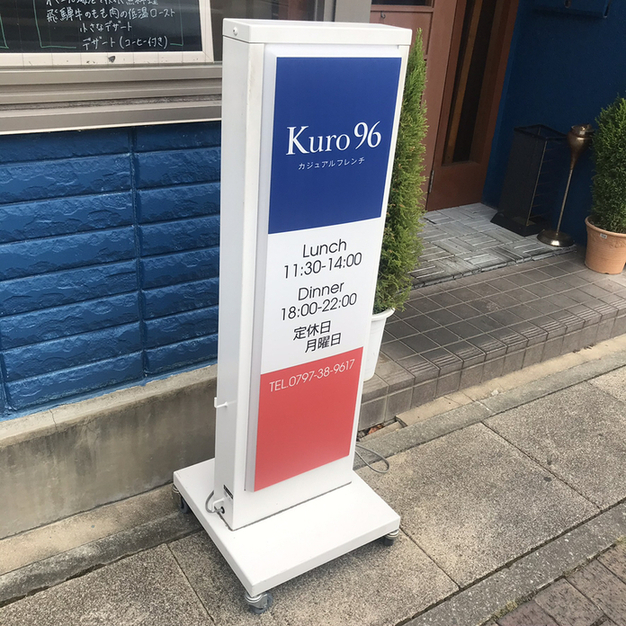 飛騨牛のもも肉の低温ロースト
小さなデザート
デザート(コーヒー付き)
Kuro 96
カジュアルフレンチ
Lunch
11:30-14:00
Dinner
18:00-22:00
定休日
月曜日
TEL.0797-38-9617